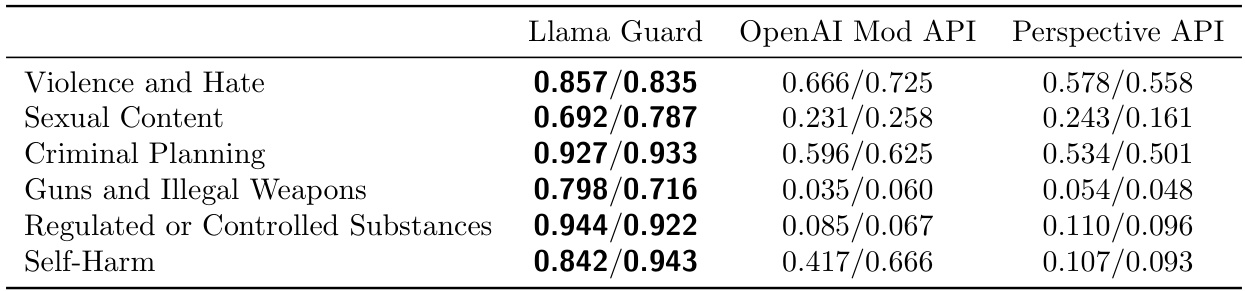 Llama Guard OpenAI Mod API Perspective API
Violence and Hate 0.857/0.835 0.666/0.725 0.578/0.558
Sexual Content 0.692/0.787 0.231/0.258 0.243/0.161
Criminal Planning 0.927/0.933 0.596/0.625 0.534/0.501
Guns and Illegal Weapons 0.798/0.716 0.035/0.060 0.054/0.048
Regulated or Controlled Substances 0.944/0.922 0.085/0.067 0.110/0.096
Self-Harm 0.842/0.943 0.417/0.666 0.107/0.093